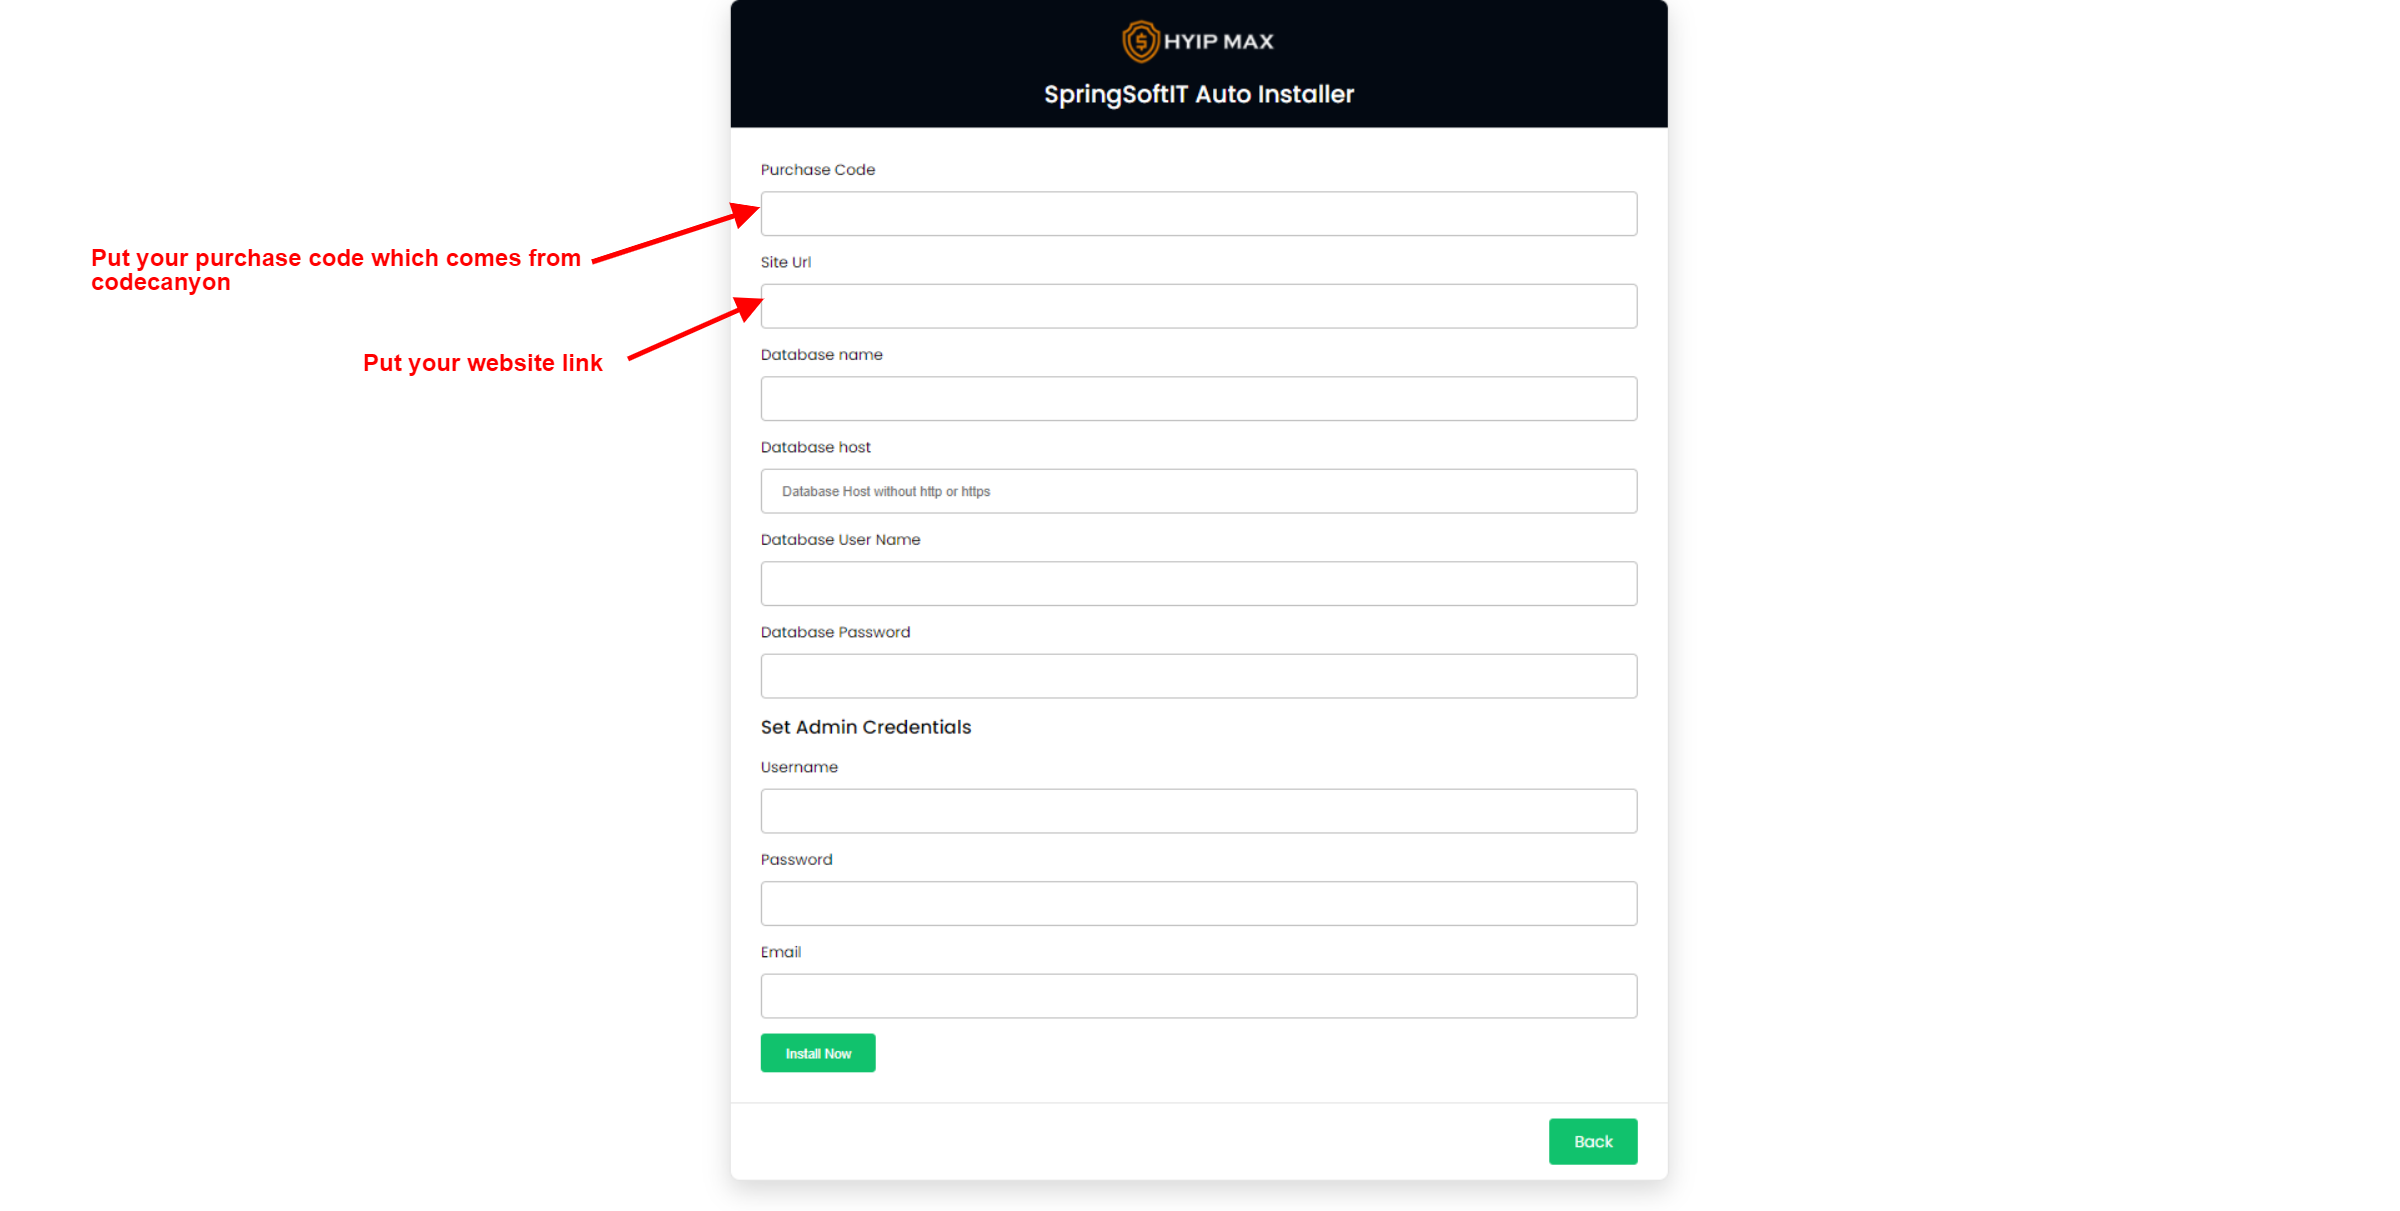 HYIP MAX
SpringSoftIT Auto Installer
Purchase Code
Put your purchase code which comes from
codecanyon
Site Url
Put your website link
Database name
Database host
Database Host without http or https
Database User Name
Database Password
Set Admin Credentials
Username
Password
Email
Install Now
Back